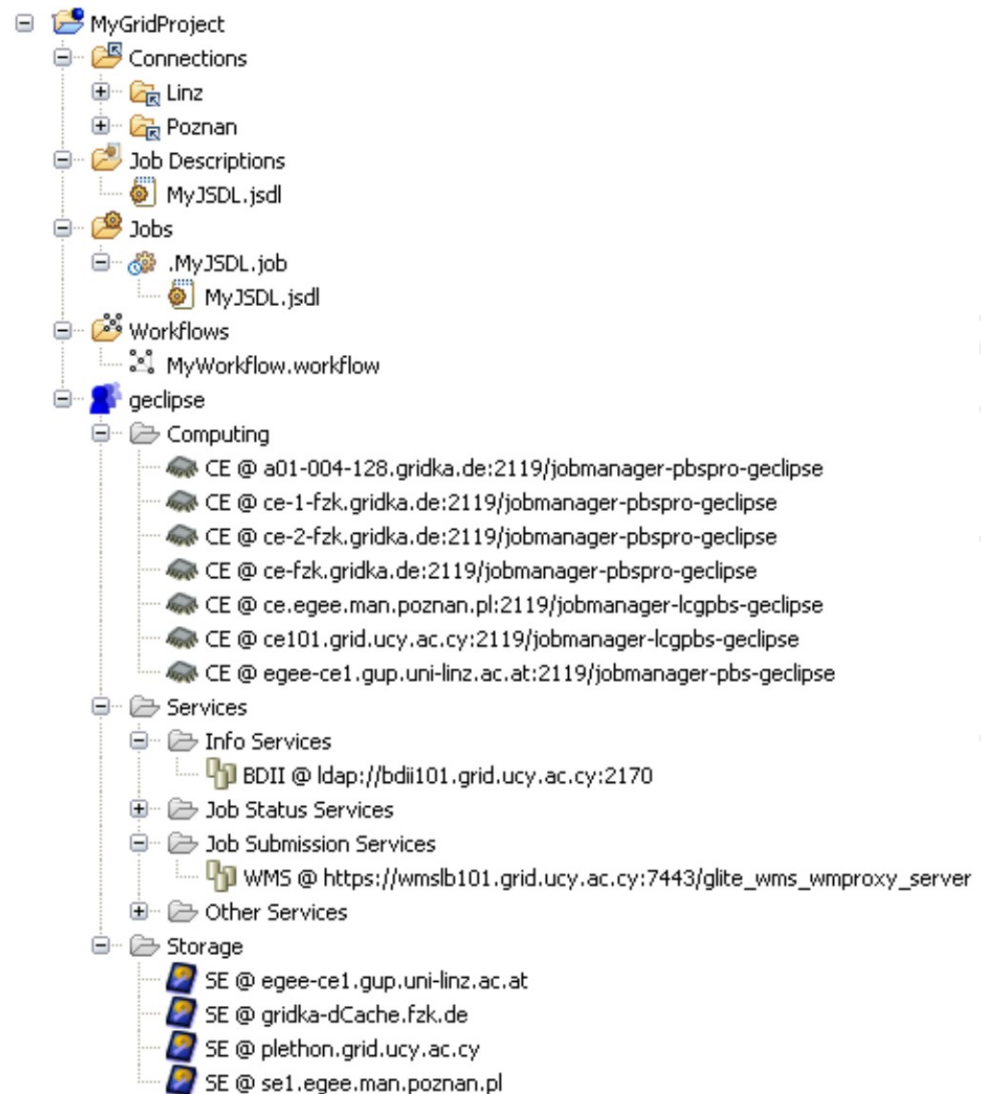 MyGridProject
Connections
Linz
Poznan
Job Descriptions
MyJSDL.jsdl
Jobs
.MyJSDL.job
MyJSDL.jsdl
Workflows
MyWorkflow.workflow
geclipse
Computing
CE @ a01-004-128.gridka.de:2119/jobmanager-pbspro-geclipse
CE @ ce-1-fzk.gridka.de:2119/jobmanager-pbspro-geclipse
CE @ ce-2-fzk.gridka.de:2119/jobmanager-pbspro-geclipse
CE @ ce-fzk.gridka.de:2119/jobmanager-pbspro-geclipse
CE @ ce.egee.man.poznan.pl:2119/jobmanager-lcgpbs-geclipse
CE @ ce101.grid.ucy.ac.cy:2119/jobmanager-lcgpbs-geclipse
CE @ egee-ce1.gup.uni-linz.ac.at:2119/jobmanager-pbs-geclipse
Services
Info Services
BDII @ ldap://bdii101.grid.ucy.ac.cy:2170
Job Status Services
Job Submission Services
WMS @ https://wmslb101.grid.ucy.ac.cy:7443/glite_wms_wmproxy_server
Other Services
Storage
SE @ egee-ce1.gup.uni-linz.ac.at
SE @ gridka-dCache.fzk.de
SE @ plethon.grid.ucy.ac.cy
SE @ se1.egee.man.poznan.pl